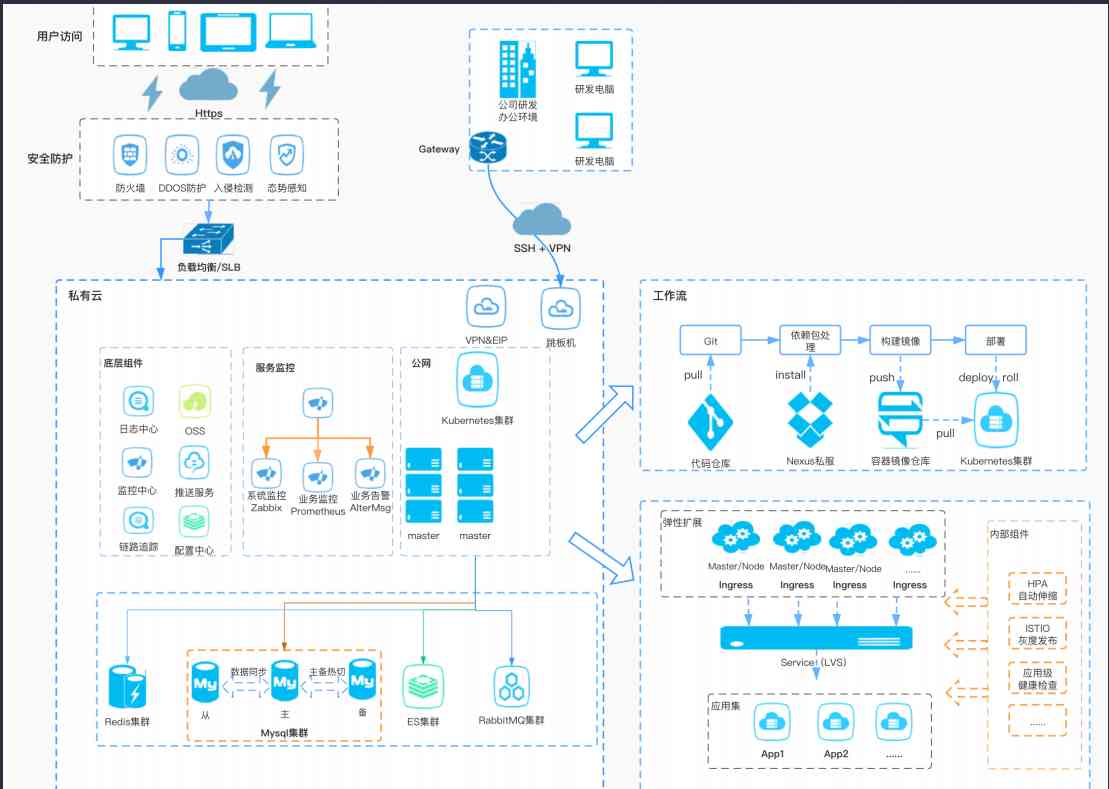 用户访问
Https
安全防护
防火墙
DDOS防护
入侵检测
态势感知
负载均衡/SLB
公司研发
办公环境
研发电脑
研发电脑
Gateway
SSH + VPN
私有云
VPN&EIP
跳板机
底层组件
日志中心
OSS
监控中心
推送服务
链路追踪
配置中心
服务监控
系统监控
Zabbix
业务监控
Prometheus
业务告警
AlterMsg
公网
Kubernetes集群
master
master
Redis集群
My
My
My
数据同步
主备热切
从
主
备
Mysql集群
ES集群
RabbitMQ集群
工作流
Git
依赖包处
理
构建镜像
部署
pull
install
push
deploy
roll
pull
代码仓库
Nexus私服
容器镜像仓库
Kubernetes集群
弹性扩展
Master/Node
Master/Node
Master/Node
......
Ingress
Ingress
Ingress
Ingress
Service (LVS)
应用集
App1
App2
......
内部组件
HPA
自动伸缩
ISTIO
灰度发布
应用级
健康检查
......